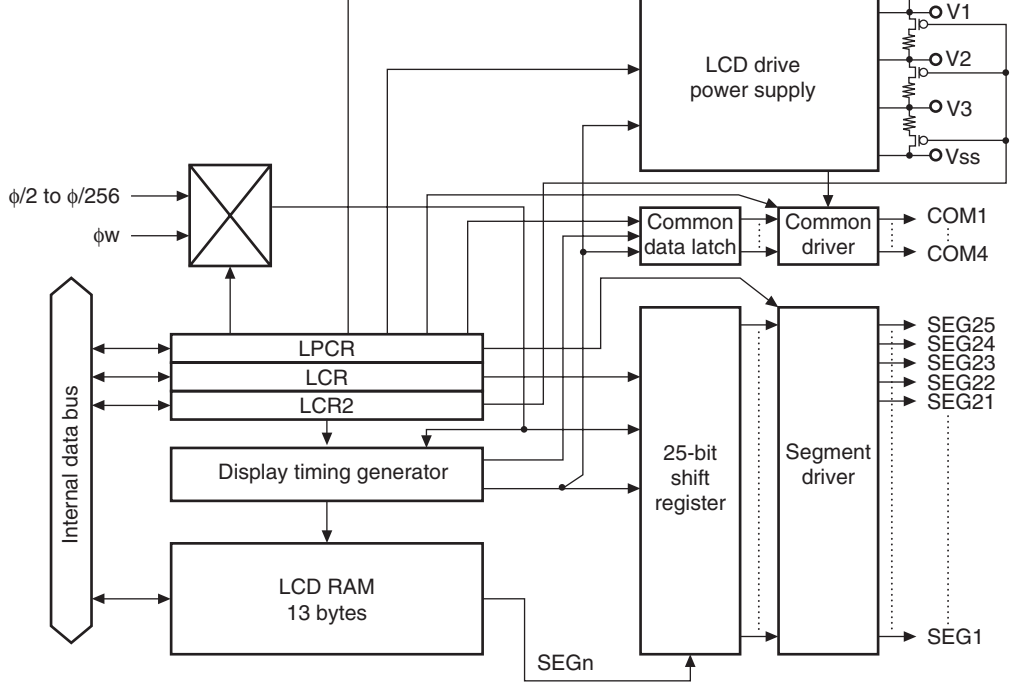 V1
LCD drive
power supply
V2
V3
Vss
ϕ/2 to ϕ/256
ϕw
Common
data latch
Common
driver
COM1
COM4
LPCR
LCR
LCR2
Internal data bus
Display timing generator
LCD RAM
13 bytes
SEGn
25-bit
shift
register
Segment
driver
SEG25
SEG24
SEG23
SEG22
SEG21
SEG1